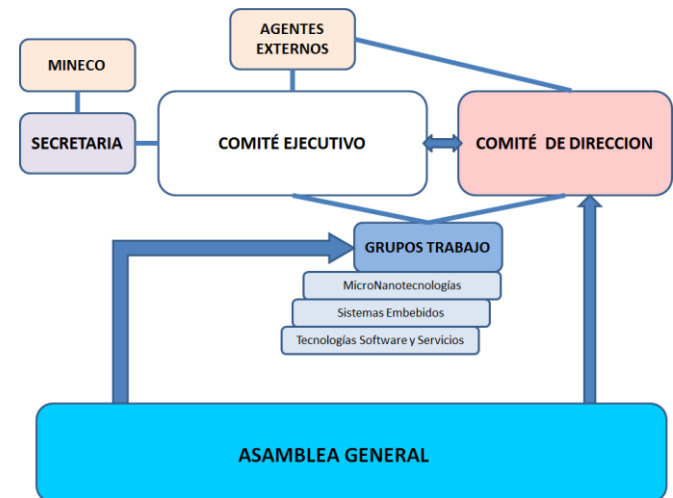 AGENTES
EXTERNOS
MINECO
SECRETARIA
COMITÉ EJECUTIVO
COMITÉ DE DIRECCION
GRUPOS TRABAJO
MicroNanotecnologías
Sistemas Embebidos
Tecnologías Software y Servicios
ASAMBLEA GENERAL